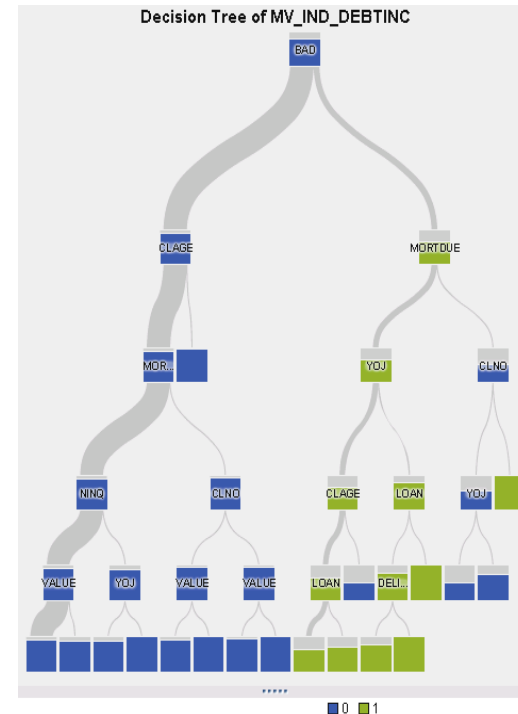 Decision Tree of MV_IND_DEBTINC
BAD
CLAGE
MORTDUE
MOR...
YOJ
CLNO
NINQ
CLNO
CLAGE
LOAN
YOJ
VALUE
YOJ
VALUE
VALUE
LOAN
DELI...
0
1